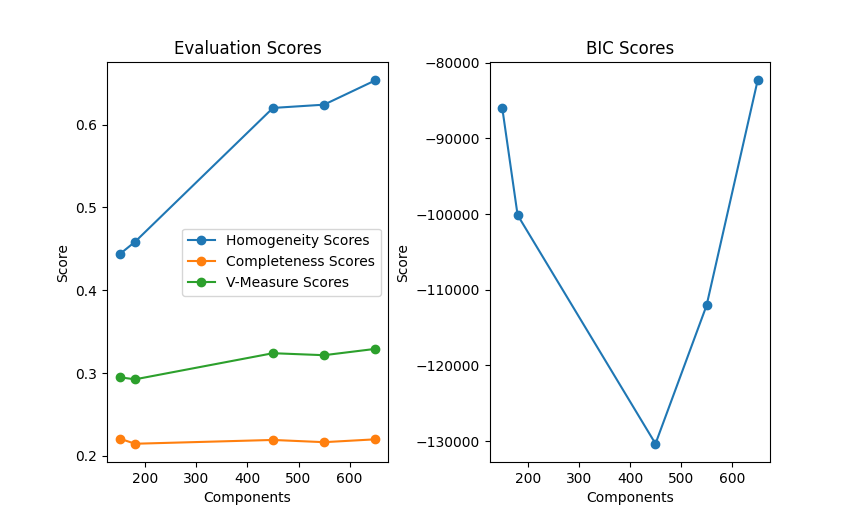 Evaluation Scores
Score
0.6
0.5
0.4
0.3
0.2
Homogeneity Scores
Completeness Scores
V-Measure Scores
200 300 400 500 600
Components
BIC Scores
Score
−80000
−90000
−100000
−110000
−120000
−130000
200 300 400 500 600
Components